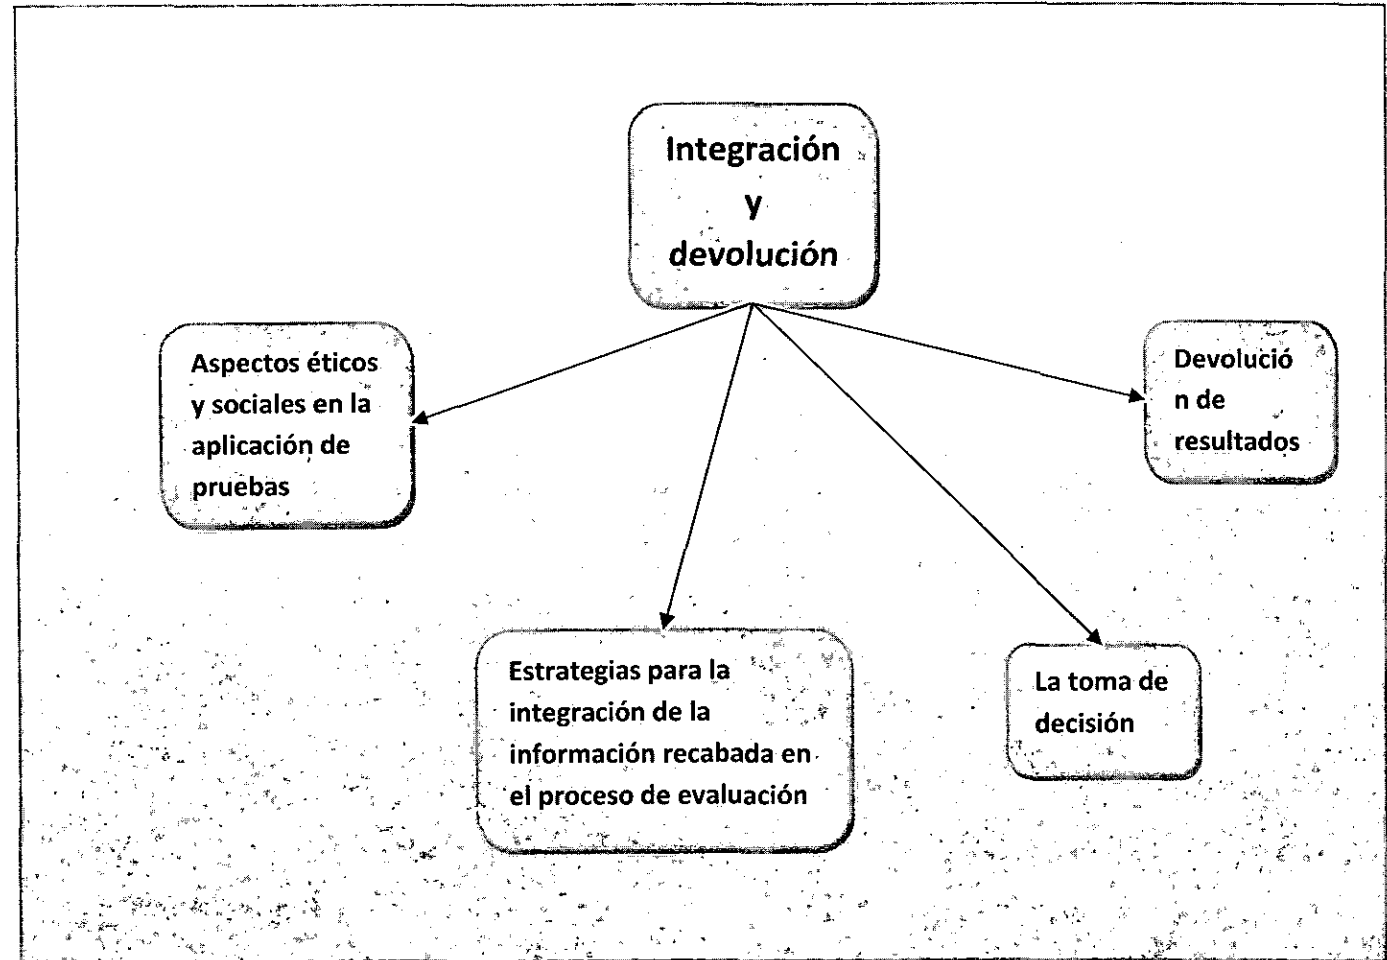 Integración
y
devolución
Aspectos éticos
y sociales en la
aplicación de
pruebas
Devolució
n de
resultados
Estrategias para la
integración de la
información recabada en
el proceso de evaluación
La toma de
decisión